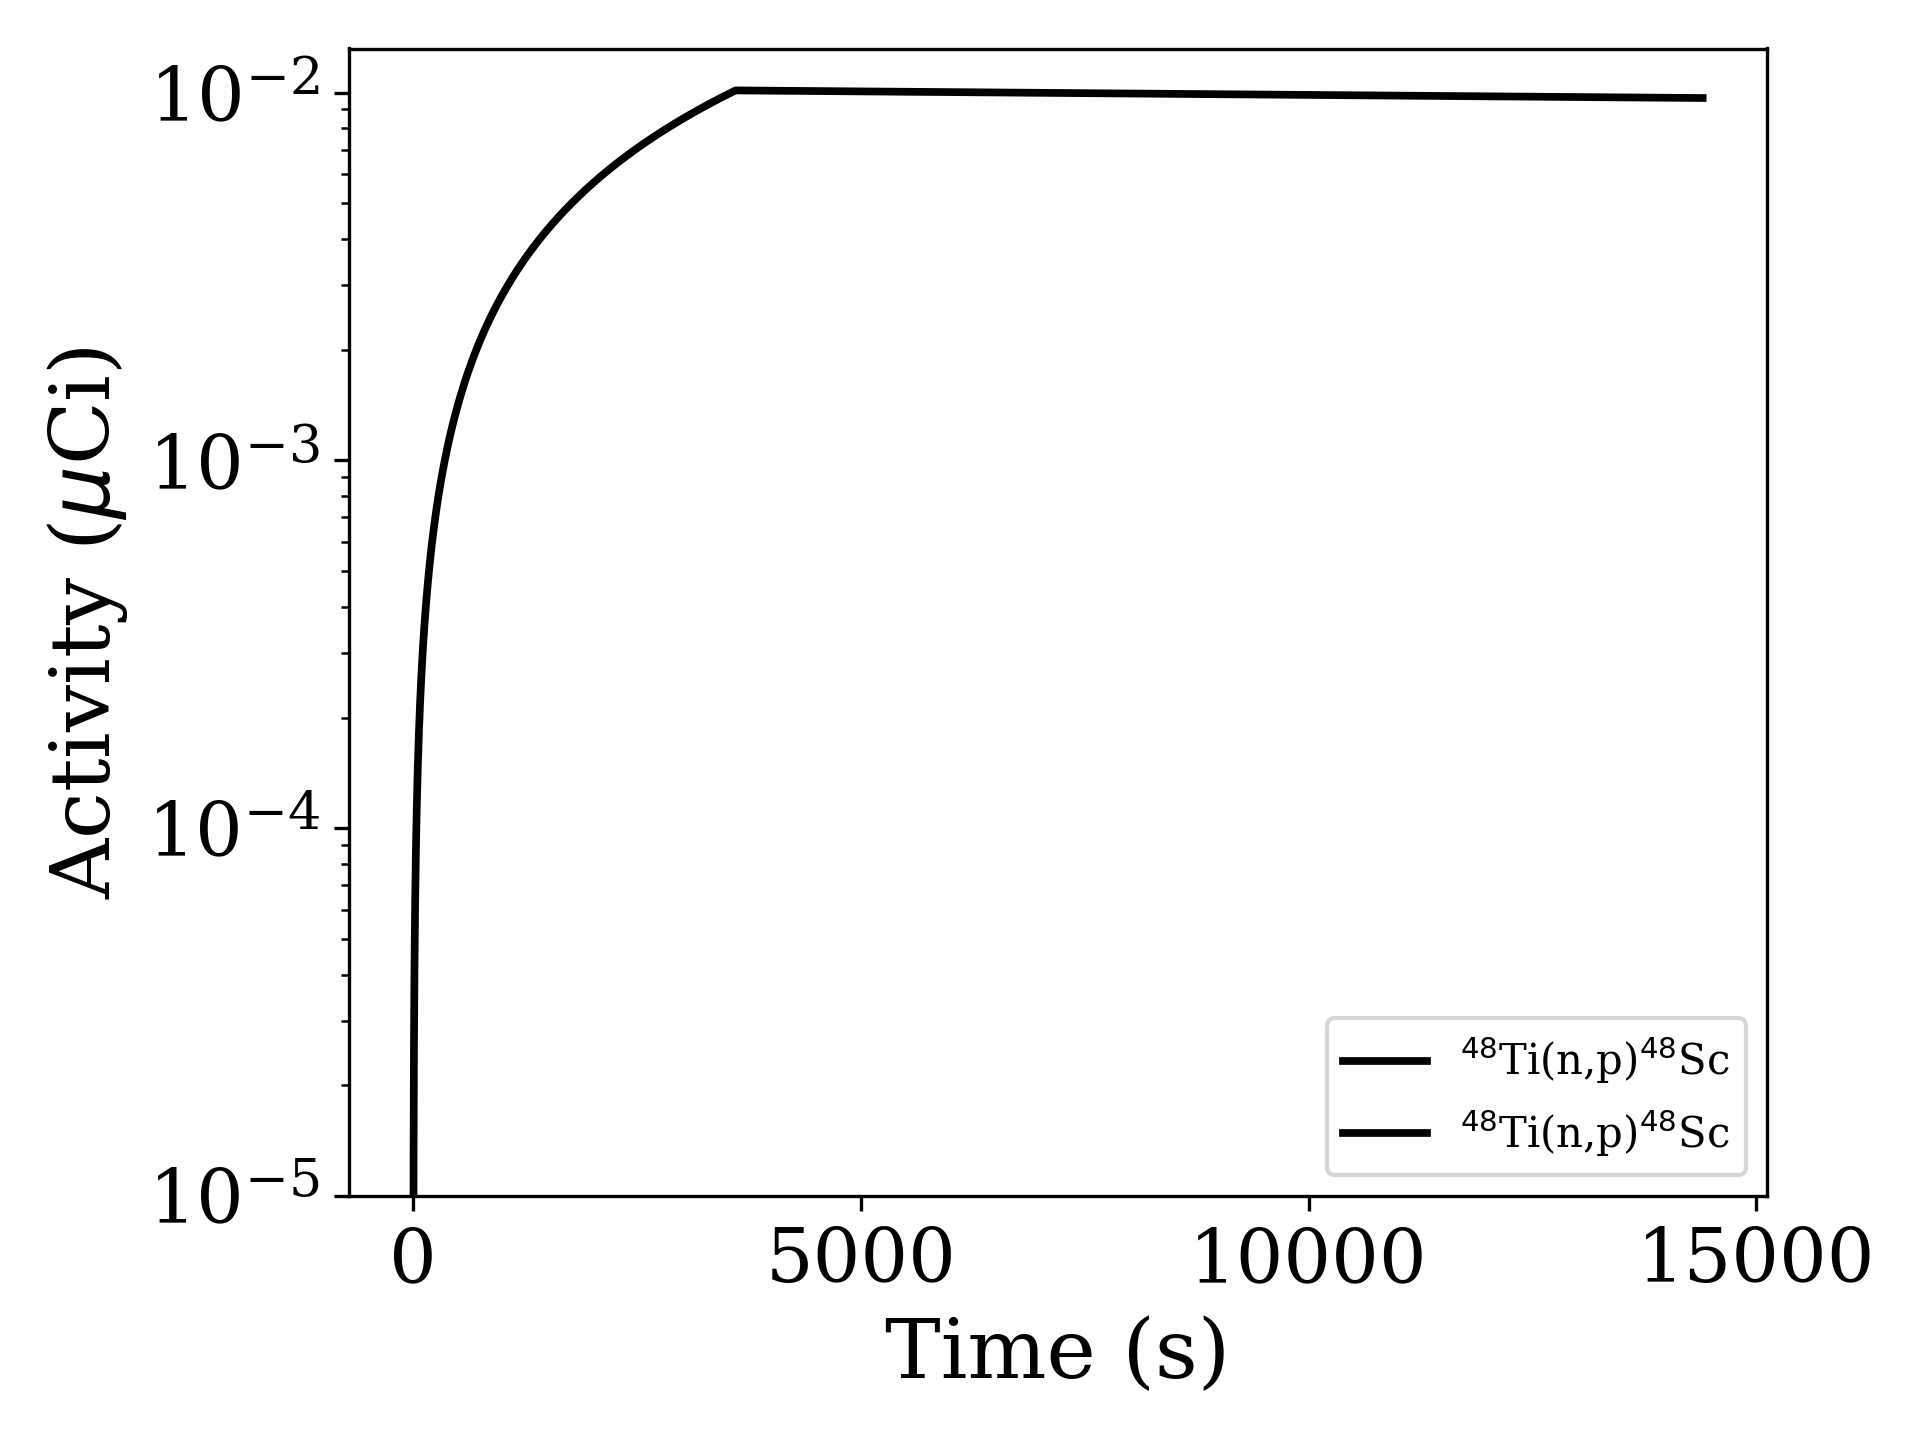 Activity (μCi)
10⁻²
10⁻³
10⁻⁴
10⁻⁵
⁴⁸Ti(n,p)⁴⁸Sc
⁴⁸Ti(n,p)⁴⁸Sc
0 5000 10000 15000
Time (s)